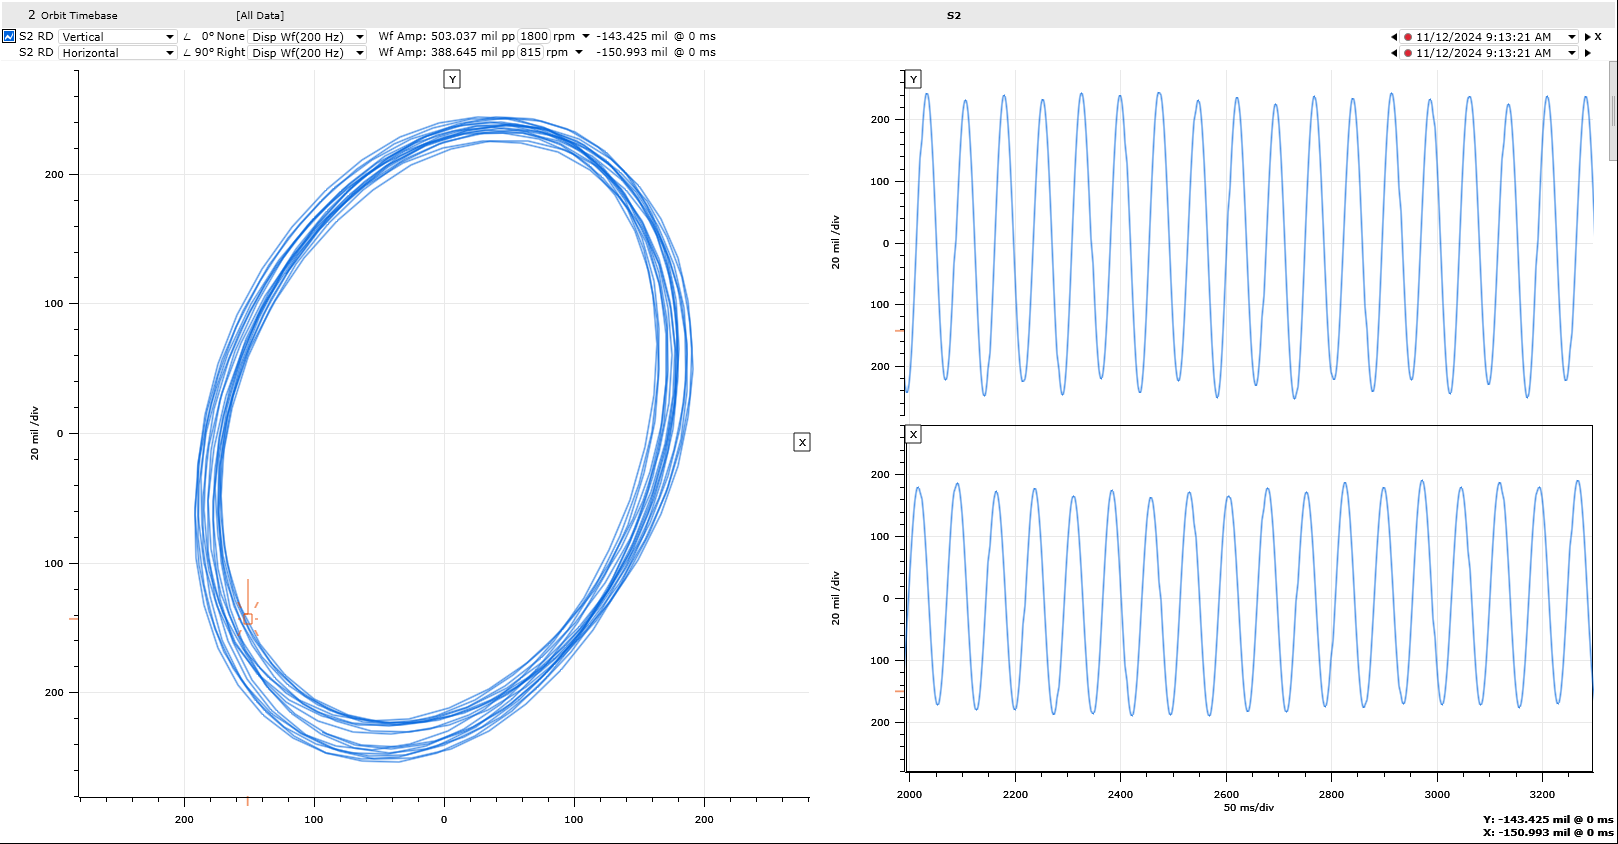 2 Orbit Timebase [All Data] S2
S2 RD Vertical ∠ 0° None Disp Wf(200 Hz) Wf Amp: 503.037 mil pp 1800 rpm -143.425 mil @ 0 ms 11/12/2024 9:13:21 AM X
S2 RD Horizontal ∠ 90° Right Disp Wf(200 Hz) Wf Amp: 388.645 mil pp 815 rpm -150.993 mil @ 0 ms 11/12/2024 9:13:21 AM
Y
200
100
0
100
200
20 mil /div
X
200 100 0 100 200
Y
200
100
0
100
200
20 mil /div
X
200
100
0
100
200
20 mil /div
2000 2200 2400 2600 2800 3000 3200
50 ms/div
Y: -143.425 mil @ 0 ms
X: -150.993 mil @ 0 ms